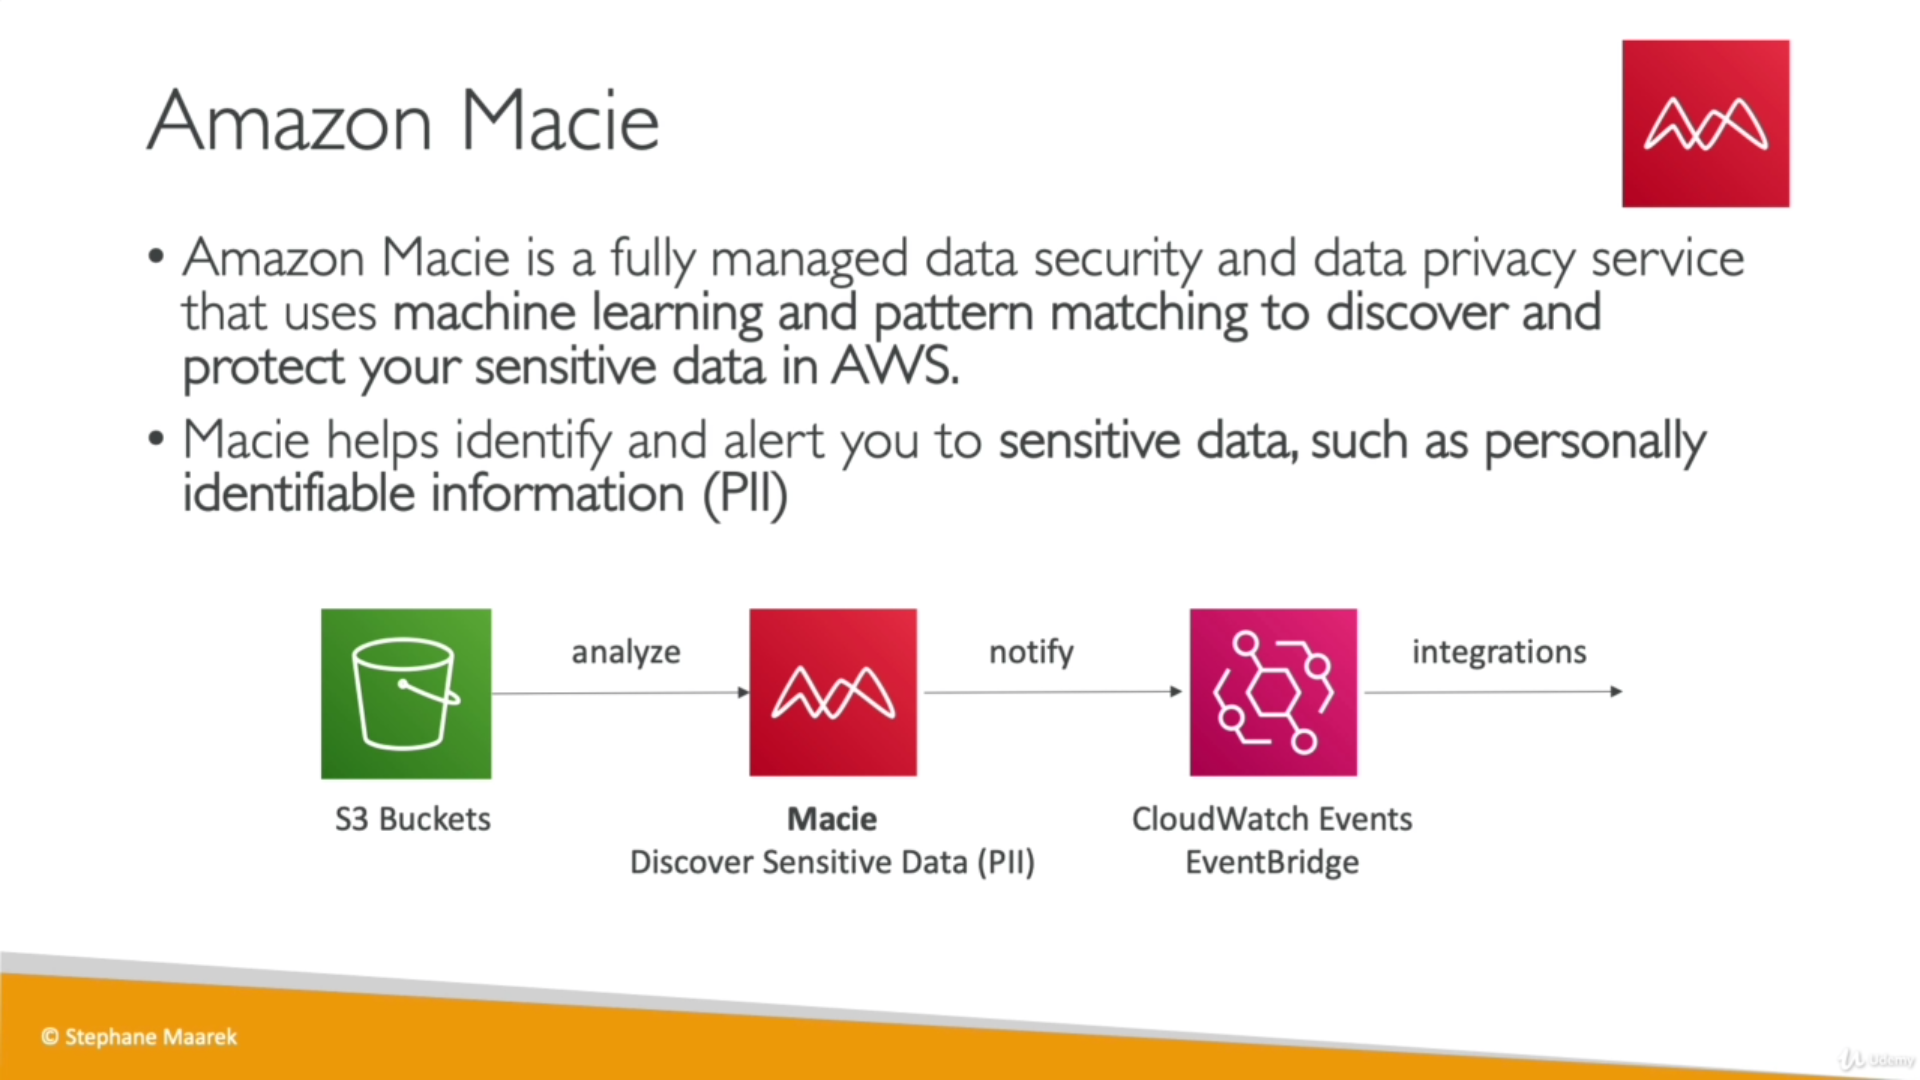 Amazon Macie
• Amazon Macie is a fully managed data security and data privacy service
that uses machine learning and pattern matching to discover and
protect your sensitive data in AWS.
• Macie helps identify and alert you to sensitive data, such as personally
identifiable information (PII)
analyze
notify
integrations
S3 Buckets
Macie
Discover Sensitive Data (PII)
CloudWatch Events
EventBridge
© Stephane Maarek
Udemy